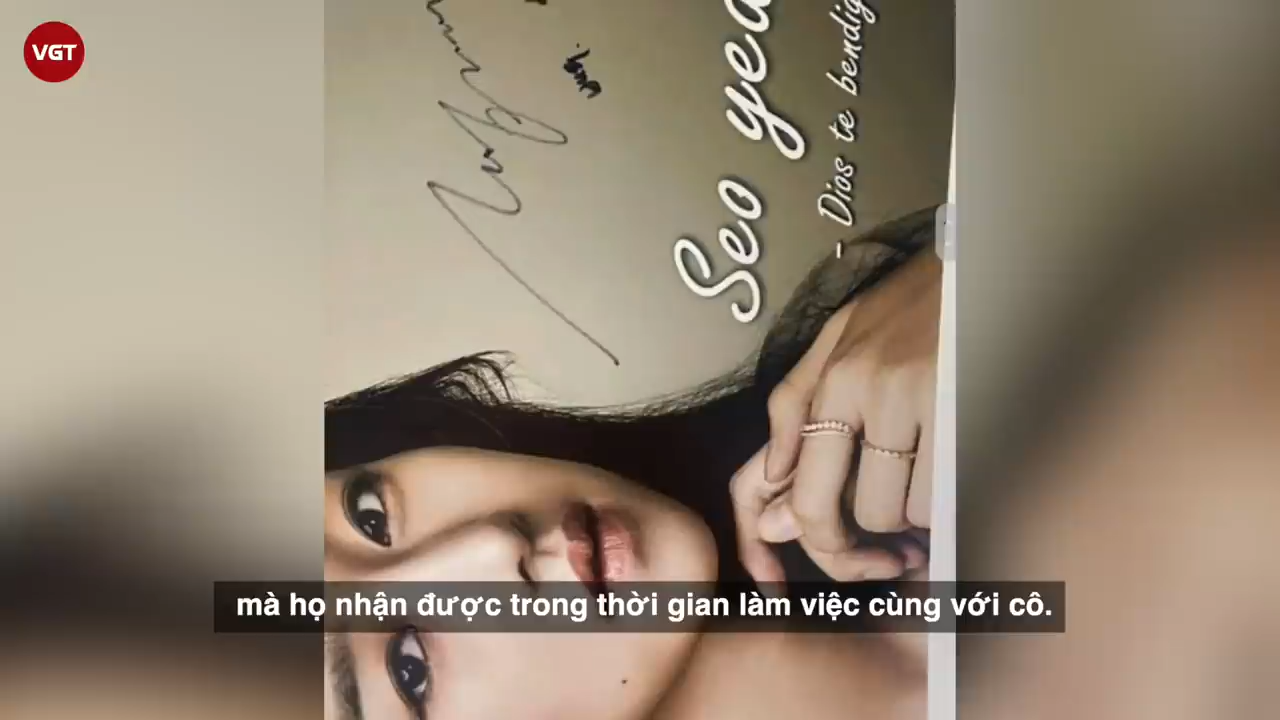 VGT
Seo yea
- Dios te bendig
mà họ nhận được trong thời gian làm việc cùng với cô.